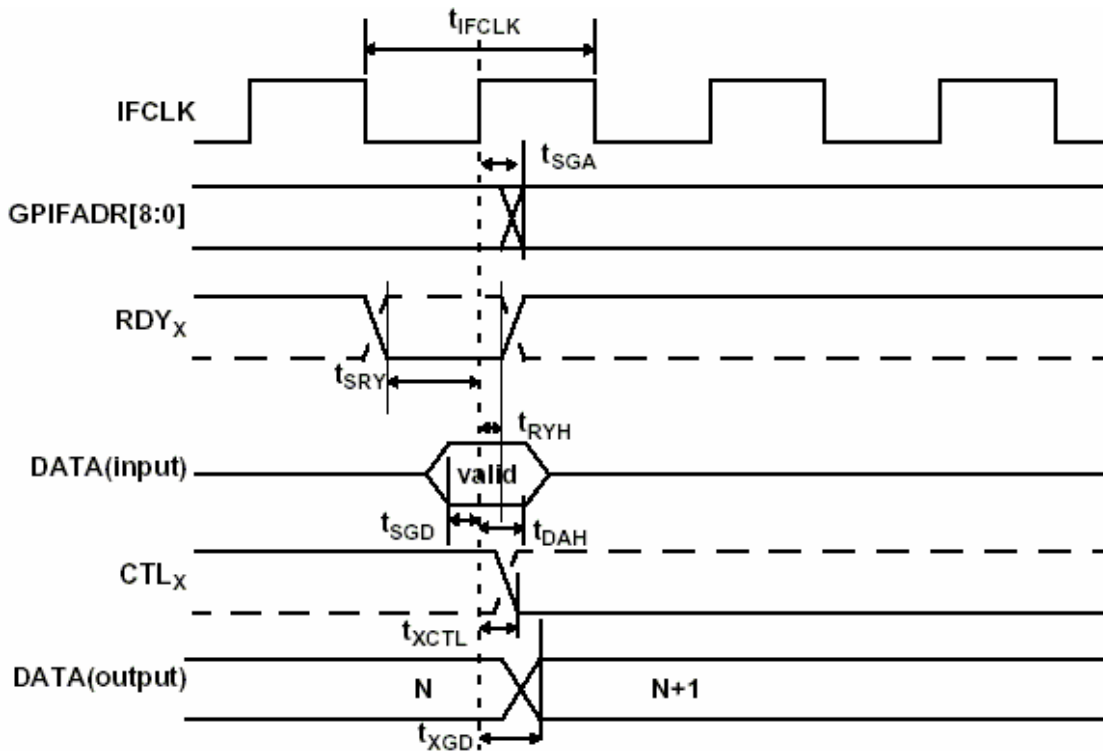 tIFCLK
IFCLK
tSGA
GPIFADR[8:0]
RDYX
tSRY
tRYH
DATA(input)
valid
tSGD
tDAH
CTLX
tXCTL
DATA(output)
N
N+1
tXGD